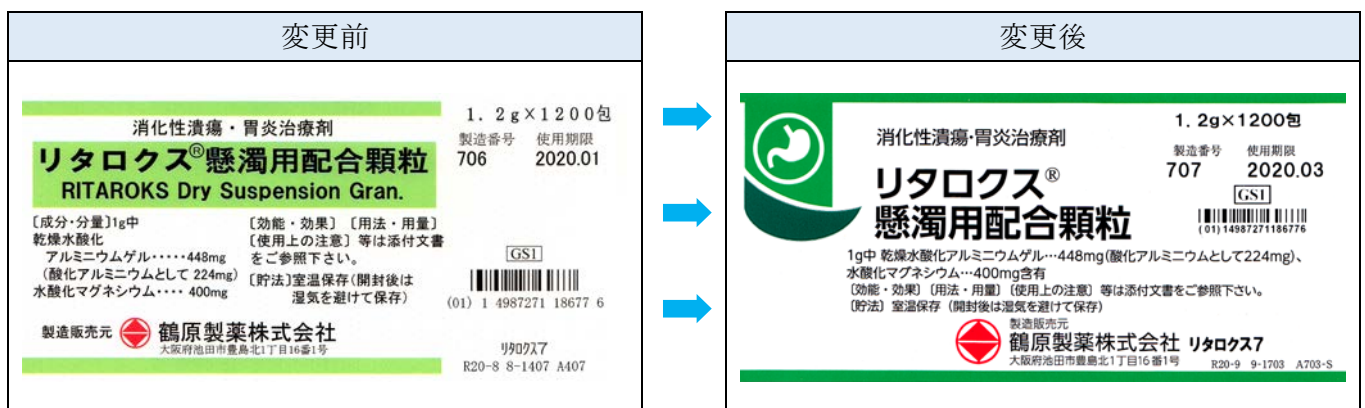 変更前
消化性潰瘍・胃炎治療剤
リタロクス®懸濁用配合顆粒
RITAROKS Dry Suspension Gran.
1. 2g×1200包
製造番号 使用期限
706 2020.01
〔成分・分量〕1g中
乾燥水酸化
アルミニウムゲル・・・・・448mg
(酸化アルミニウムとして 224mg)
水酸化マグネシウム・・・・ 400mg
〔効能・効果〕〔用法・用量〕
〔使用上の注意〕等は添付文書
をご参照下さい。
〔貯法〕室温保存(開封後は
湿気を避けて保存)
GS1
(01) 1 4987271 18677 6
製造販売元 鶴原製薬株式会社
大阪府池田市豊島北1丁目16番1号
リタロクス7
R20-8 8-1407 A407
変更後
消化性潰瘍・胃炎治療剤
リタロクス®
懸濁用配合顆粒
1. 2g×1200包
製造番号 使用期限
707 2020.03
GS1
(01)14987271186776
1g中 乾燥水酸化アルミニウムゲル…448mg(酸化アルミニウムとして224mg)、
水酸化マグネシウム…400mg含有
〔効能・効果〕〔用法・用量〕〔使用上の注意〕等は添付文書をご参照下さい。
〔貯法〕室温保存（開封後は湿気を避けて保存）
製造販売元
鶴原製薬株式会社 リタロクス7
大阪府池田市豊島北1丁目16番1号 R20-9 9-1703 A703-S